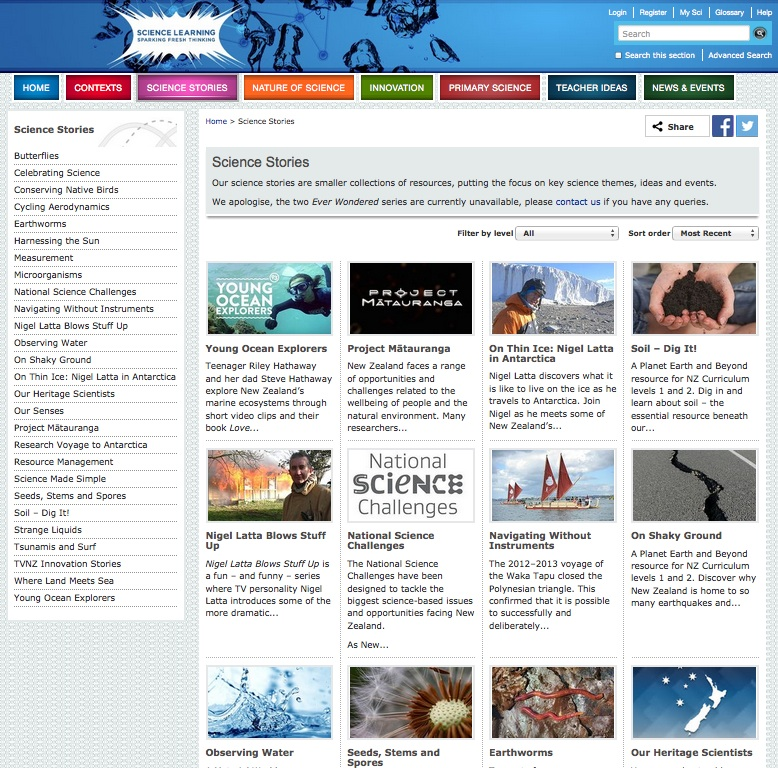 SCIENCE LEARNING
SPARKING FRESH THINKING
Login
Register
My Sci
Glossary
Help
Search
Search this section
Advanced Search
HOME
CONTEXTS
SCIENCE STORIES
NATURE OF SCIENCE
INNOVATION
PRIMARY SCIENCE
TEACHER IDEAS
NEWS & EVENTS
Science Stories
Butterflies
Celebrating Science
Conserving Native Birds
Cycling Aerodynamics
Earthworms
Harnessing the Sun
Measurement
Microorganisms
National Science Challenges
Navigating Without Instruments
Nigel Latta Blows Stuff Up
Observing Water
On Shaky Ground
On Thin Ice: Nigel Latta in Antarctica
Our Heritage Scientists
Our Senses
Project Mātauranga
Research Voyage to Antarctica
Resource Management
Science Made Simple
Seeds, Stems and Spores
Soil – Dig It!
Strange Liquids
Tsunamis and Surf
TVNZ Innovation Stories
Where Land Meets Sea
Young Ocean Explorers
Home > Science Stories
Share
Science Stories
Our science stories are smaller collections of resources, putting the focus on key science themes, ideas and events.
We apologise, the two Ever Wondered series are currently unavailable, please contact us if you have any queries.
Filter by level All
Sort order Most Recent
YOUNG
OCEAN
EXPLORERS
Young Ocean Explorers
Teenager Riley Hathaway
and her dad Steve Hathaway
explore New Zealand's
marine ecosystems through
short video clips and their
book Love...
PROJECT
MĀTAURANGA
Project Mātauranga
New Zealand faces a
range of opportunities and
challenges related to the
wellbeing of people and the
natural environment. Many
researchers...
On Thin Ice: Nigel Latta
in Antarctica
Nigel Latta discovers what it
is like to live on the ice as he
travels to Antarctica. Join
Nigel as he meets some of
New Zealand's...
Soil – Dig It!
A Planet Earth and Beyond
resource for NZ Curriculum
levels 1 and 2. Dig in and
learn about soil – the
essential resource beneath
our...
Nigel Latta Blows Stuff
Up
Nigel Latta Blows Stuff Up is
a fun – and funny – series
where TV personality Nigel
Latta introduces some of the
more dramatic...
National
SCIENCE
Challenges
National Science
Challenges
The National Science
Challenges have been
designed to tackle the
biggest science-based issues
and opportunities facing New
Zealand.
As New...
Navigating Without
Instruments
The 2012–2013 voyage of
the Waka Tapu closed the
Polynesian triangle. This
confirmed that it is possible
to successfully and
deliberately...
On Shaky Ground
A Planet Earth and Beyond
resource for NZ Curriculum
levels 1 and 2. Discover why
New Zealand is home to so
many earthquakes and...
Observing Water
Seeds, Stems and
Spores
Earthworms
Our Heritage Scientists